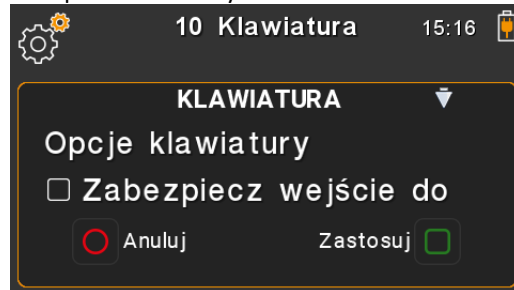 10 Klawiatura 15:16
KLAWIATURA
Opcje klawiatury
Zabezpiecz wejście do
Anuluj Zastosuj